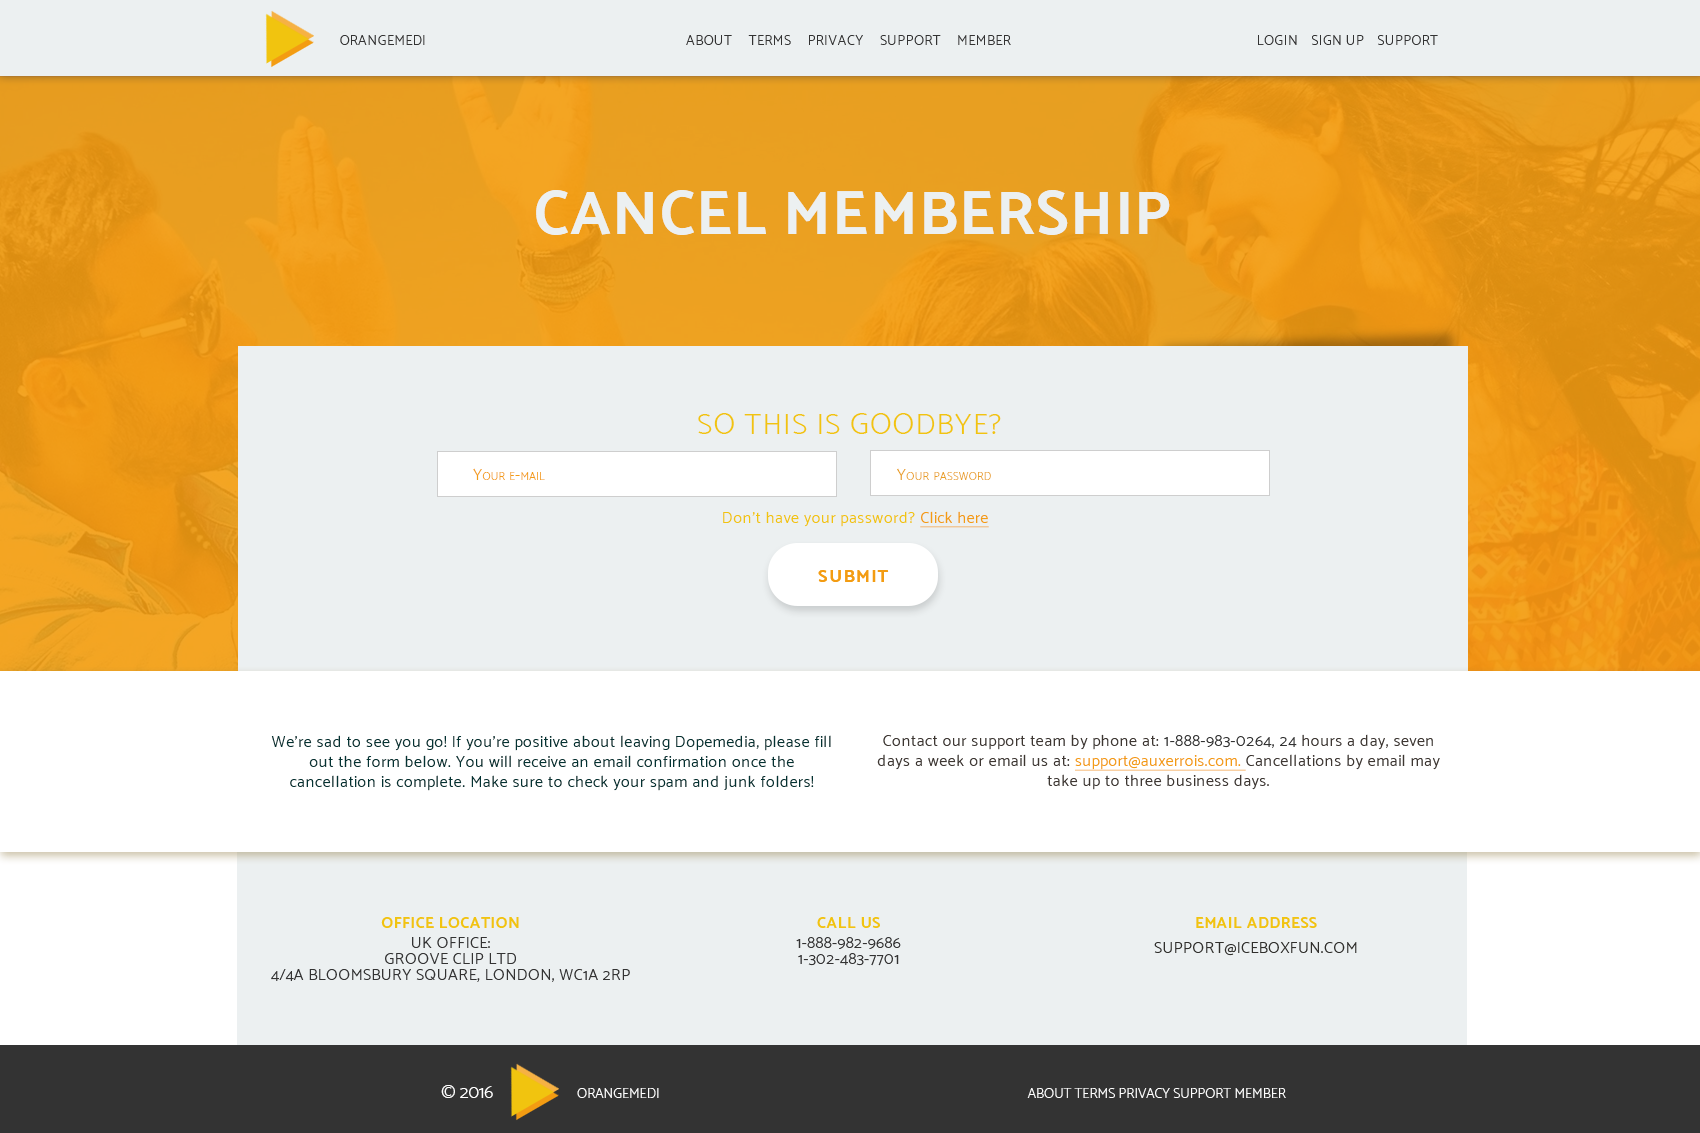 ORANGEMEDI
ABOUT TERMS PRIVACY SUPPORT MEMBER
LOGIN SIGN UP SUPPORT
CANCEL MEMBERSHIP
SO THIS IS GOODBYE?
Your e-mail
Your password
Don't have your password? Click here
SUBMIT
We're sad to see you go! If you're positive about leaving Dopemedia, please fill
out the form below. You will receive an email confirmation once the
cancellation is complete. Make sure to check your spam and junk folders!
Contact our support team by phone at: 1-888-983-0264, 24 hours a day, seven
days a week or email us at: support@auxerrois.com. Cancellations by email may
take up to three business days.
OFFICE LOCATION
UK OFFICE:
GROOVE CLIP LTD
4/4A BLOOMSBURY SQUARE, LONDON, WC1A 2RP
CALL US
1-888-982-9686
1-302-483-7701
EMAIL ADDRESS
SUPPORT@ICEBOXFUN.COM
© 2016
ORANGEMEDI
ABOUT TERMS PRIVACY SUPPORT MEMBER